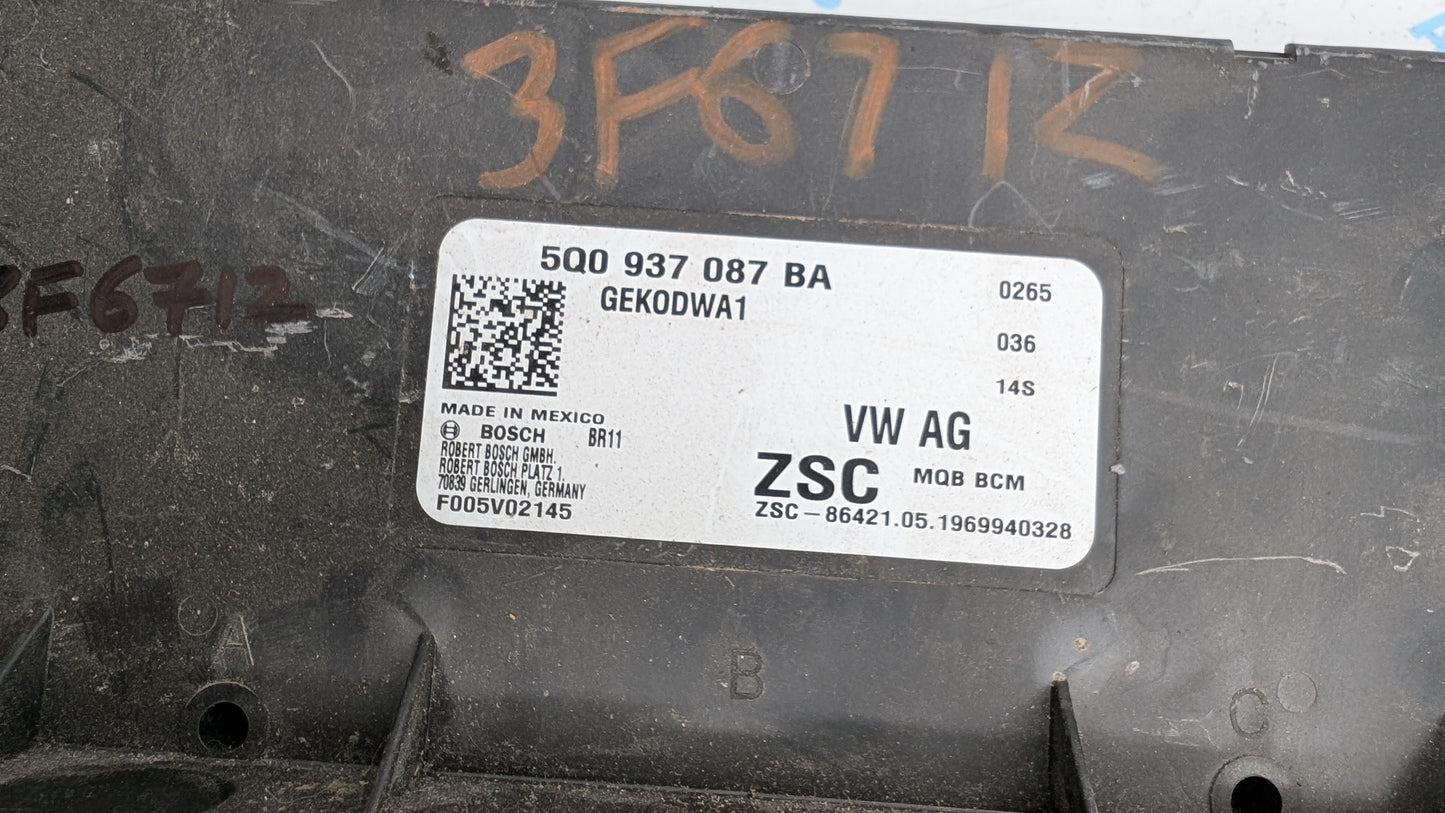 3F6712
3F6712
5Q0 937 087 BA
GEKODWA1
0265
036
14S
MADE IN MEXICO
BOSCH BR11
ROBERT BOSCH GMBH.
ROBERT BOSCH PLATZ 1,
70839 GERLINGEN, GERMANY
F005V02145
VW AG
ZSC MQB BCM
ZSC-86421.05.1969940328
A
B
C